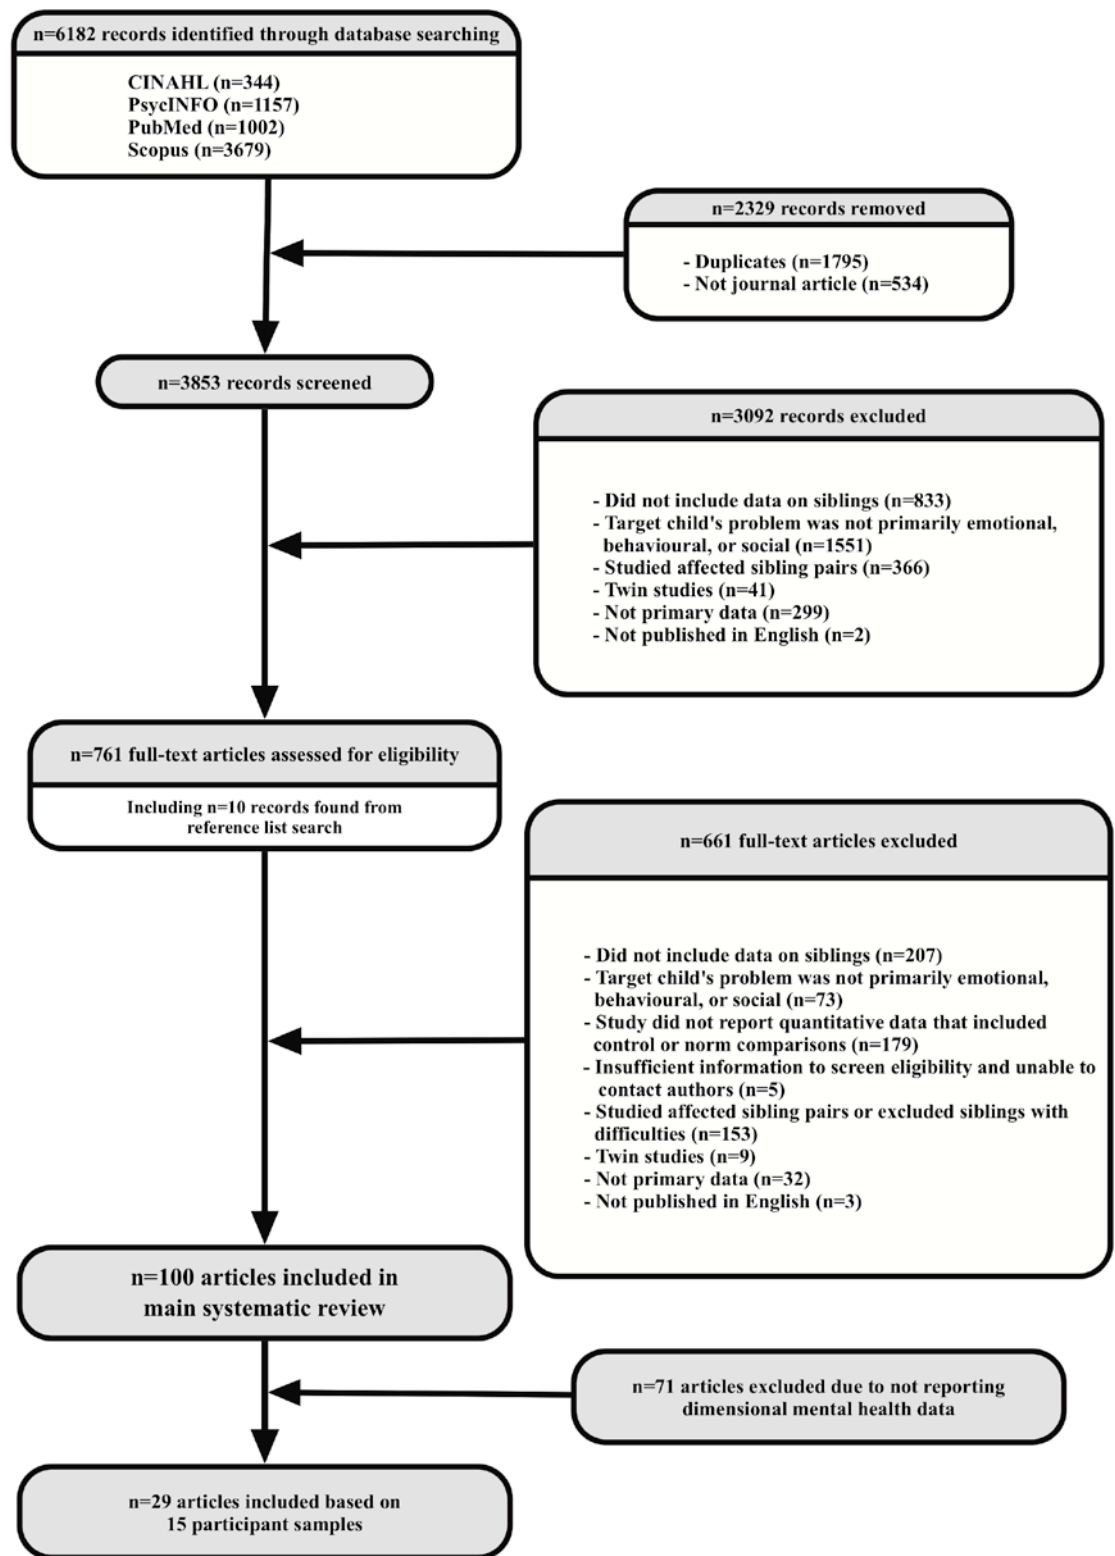 n=6182 records identified through database searching
CINAHL (n=344)
PsycINFO (n=1157)
PubMed (n=1002)
Scopus (n=3679)
n=2329 records removed
- Duplicates (n=1795)
- Not journal article (n=534)
n=3853 records screened
n=3092 records excluded
- Did not include data on siblings (n=833)
- Target child's problem was not primarily emotional,
behavioural, or social (n=1551)
- Studied affected sibling pairs (n=366)
- Twin studies (n=41)
- Not primary data (n=299)
- Not published in English (n=2)
n=761 full-text articles assessed for eligibility
Including n=10 records found from
reference list search
n=661 full-text articles excluded
- Did not include data on siblings (n=207)
- Target child's problem was not primarily emotional,
behavioural, or social (n=73)
- Study did not report quantitative data that included
control or norm comparisons (n=179)
- Insufficient information to screen eligibility and unable to
contact authors (n=5)
- Studied affected sibling pairs or excluded siblings with
difficulties (n=153)
- Twin studies (n=9)
- Not primary data (n=32)
- Not published in English (n=3)
n=100 articles included in
main systematic review
n=71 articles excluded due to not reporting
dimensional mental health data
n=29 articles included based on
15 participant samples